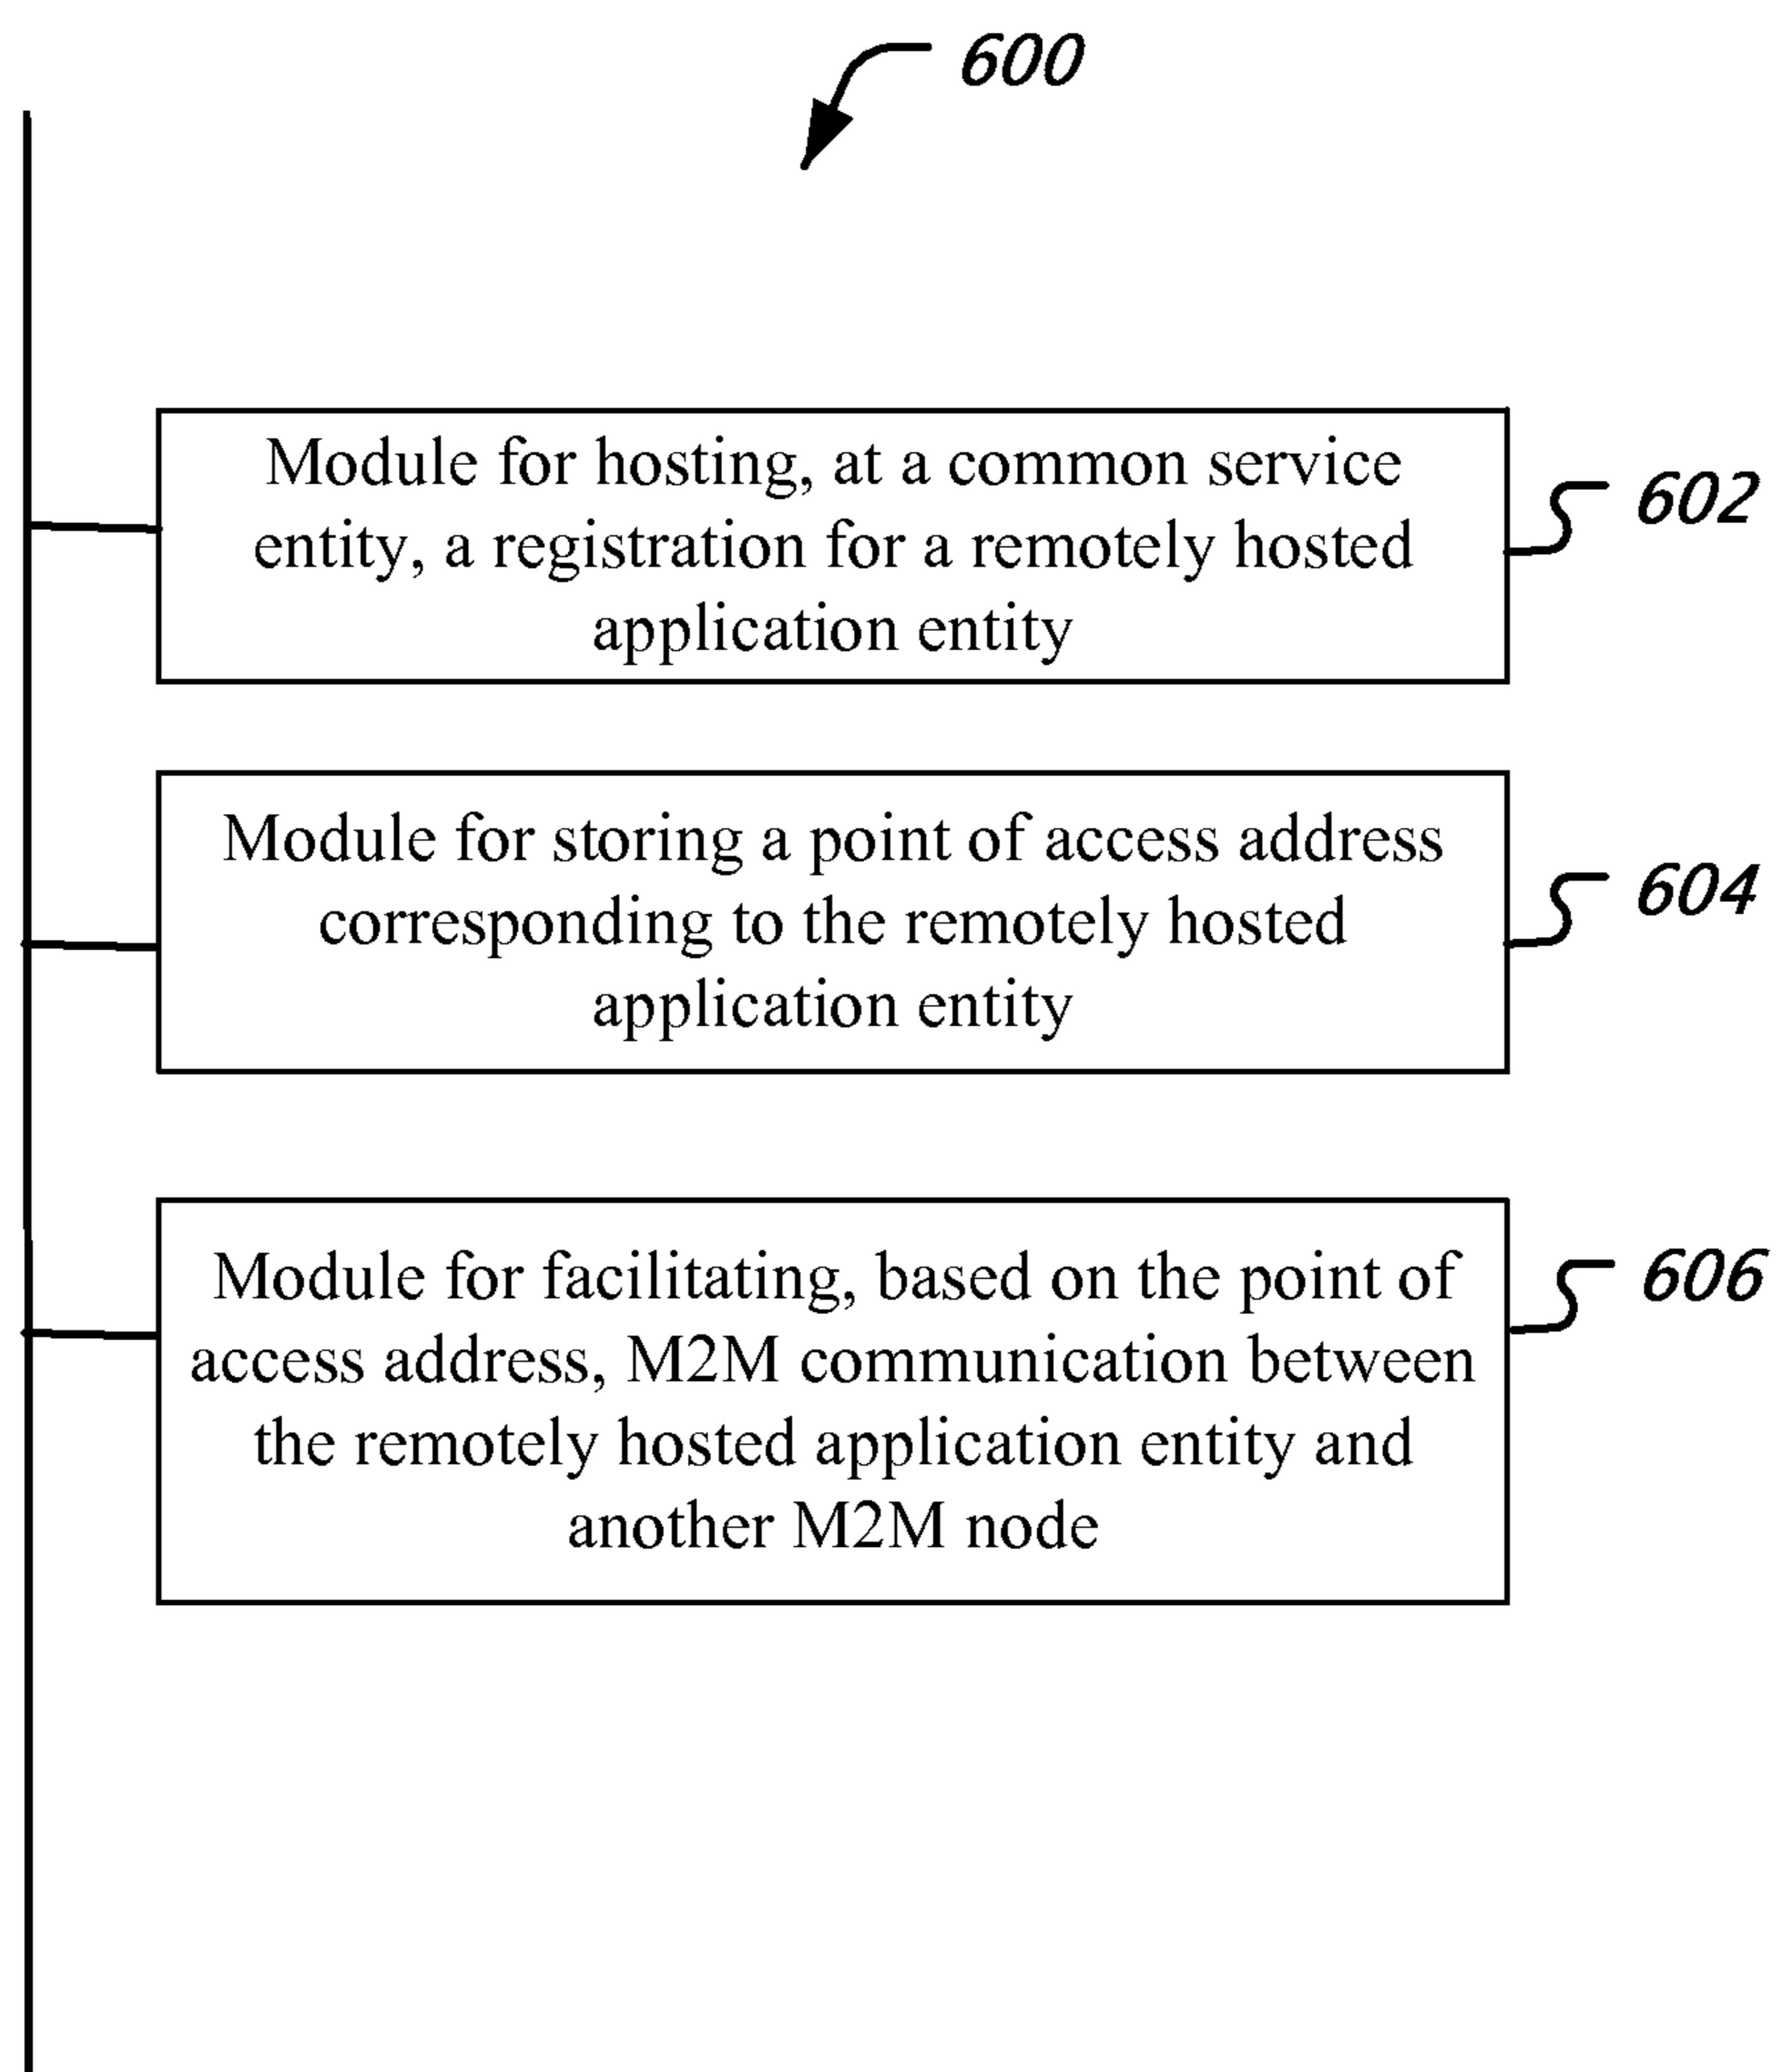 600
Module for hosting, at a common service
entity, a registration for a remotely hosted
application entity
602
Module for storing a point of access address
corresponding to the remotely hosted
application entity
604
Module for facilitating, based on the point of
access address, M2M communication between
the remotely hosted application entity and
another M2M node
606